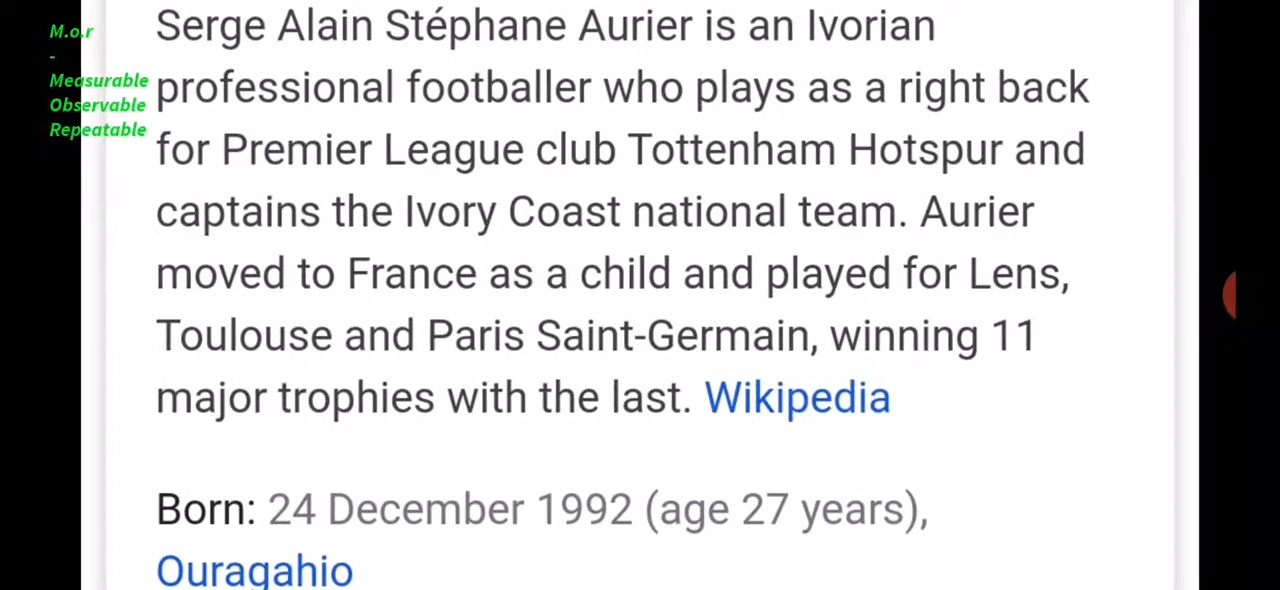 M.o.r
-
Measurable
Observable
Repeatable
Serge Alain Stéphane Aurier is an Ivorian
professional footballer who plays as a right back
for Premier League club Tottenham Hotspur and
captains the Ivory Coast national team. Aurier
moved to France as a child and played for Lens,
Toulouse and Paris Saint-Germain, winning 11
major trophies with the last. Wikipedia
Born: 24 December 1992 (age 27 years),
Ouragahio